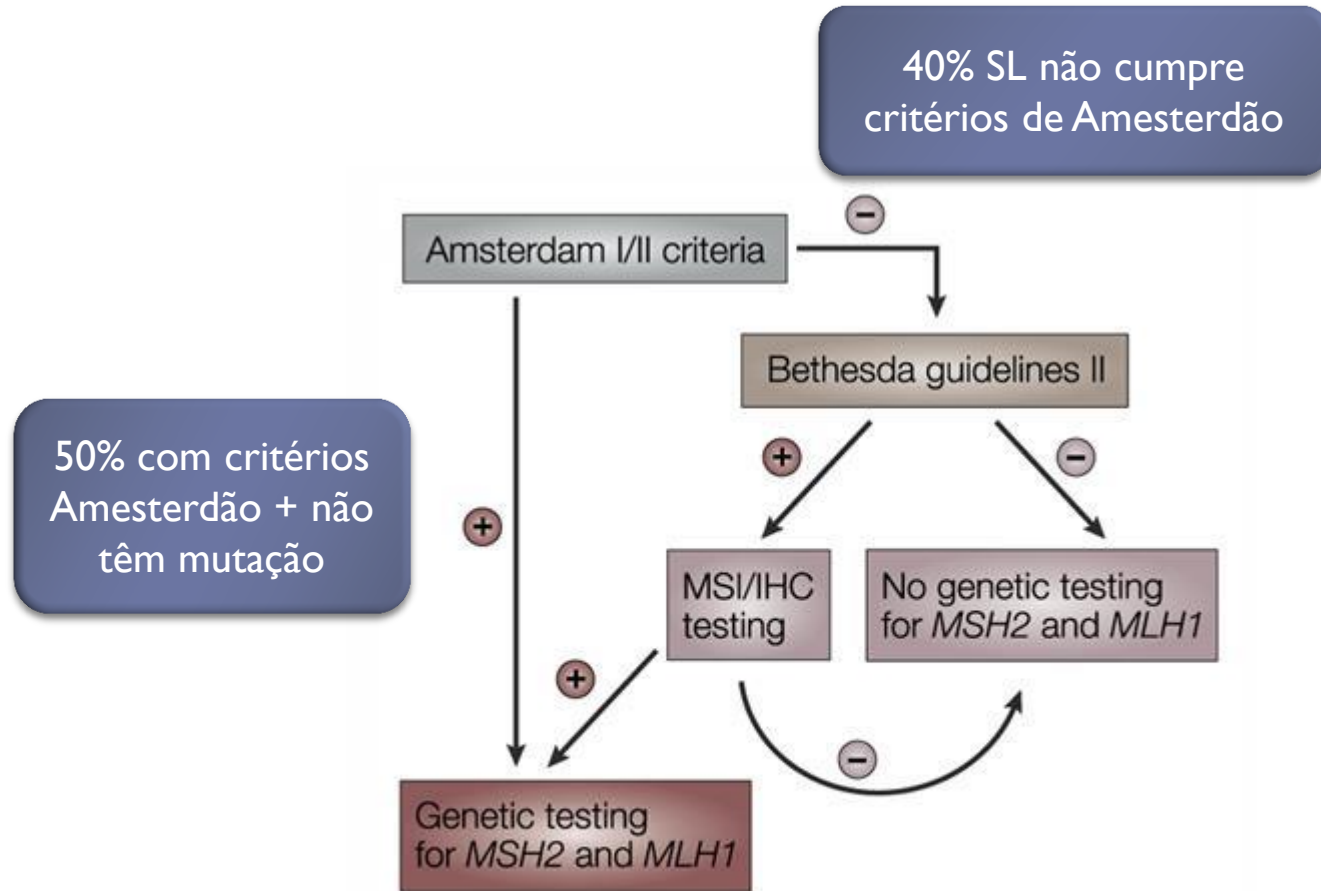 40% SL não cumpre
critérios de Amesterdão
−
Amsterdam I/II criteria
Bethesda guidelines II
50% com critérios
Amesterdão + não
têm mutação
+
+
−
MSI/IHC
testing
No genetic testing
for MSH2 and MLH1
+
−
Genetic testing
for MSH2 and MLH1